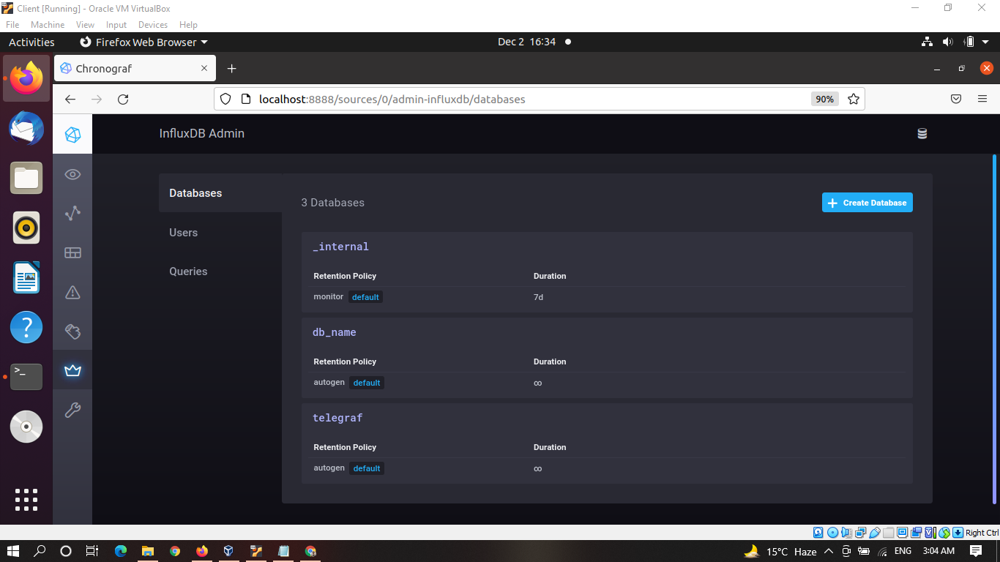 Client [Running] - Oracle VM VirtualBox
File Machine View Input Devices Help
Activities Firefox Web Browser Dec 2 16:34
Chronograf
localhost:8888/sources/0/admin-influxdb/databases 90%
InfluxDB Admin
Databases
Users
Queries
3 Databases
Create Database
_internal
Retention Policy Duration
monitor default 7d
db_name
Retention Policy Duration
autogen default ∞
telegraf
Retention Policy Duration
autogen default ∞
Right Ctrl
15°C Haze ENG 3:04 AM